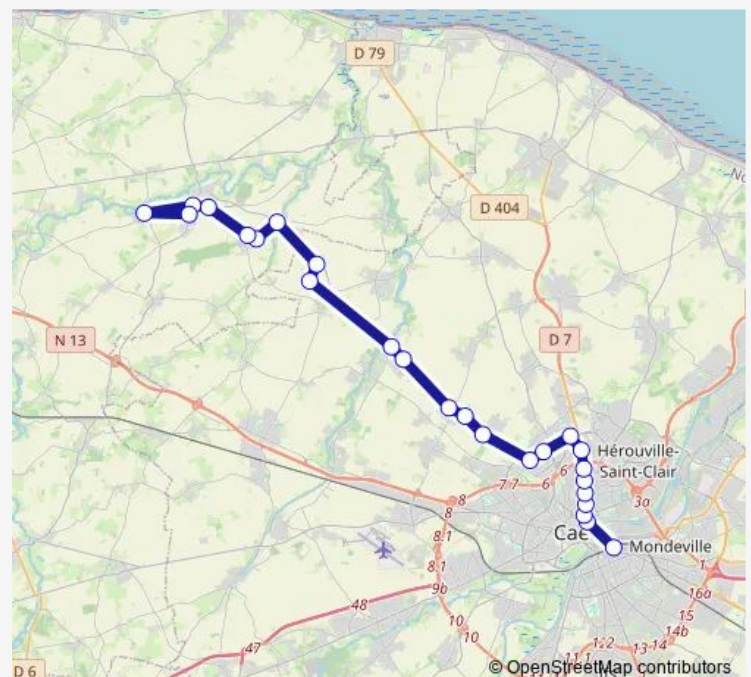 D 79
D 404
N 13
D 7
Hérouville-
Saint-Clair
7 7
6
6
3a
8
8
8.1
8.1
9b
Cae
Mondeville
1
16a
48
47
10
10
15
14b
14
13
D 6
© OpenStreetMap contributors